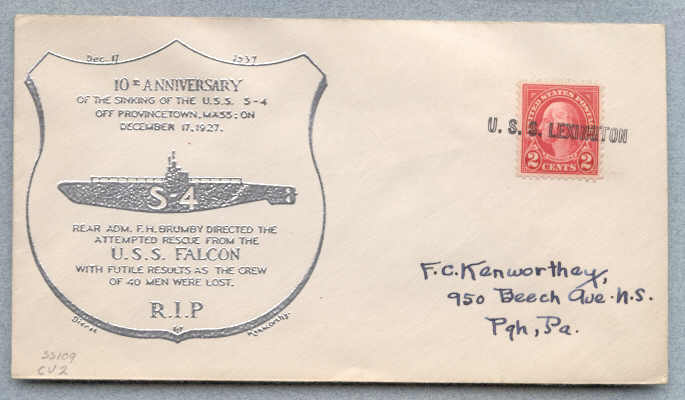 Dec. 17 1937
10TH ANNIVERSARY
OF THE SINKING OF THE U.S.S. S-4
OFF PROVINCETOWN, MASS: ON
DECEMBER 17, 1927.
S-4
REAR ADM. F.H. BRUMBY DIRECTED THE
ATTEMPTED RESCUE FROM THE
U.S.S. FALCON
WITH FUTILE RESULTS AS THE CREW
OF 40 MEN WERE LOST.
R.I.P
for Kenworthy.
SS109
CV2
UNITED STATES POSTAGE
2 CENTS 2
U. S. S. LEXINGTON
F.C. Kenworthey,
950 Beech Ave. N.S.
Pgh, Pa.